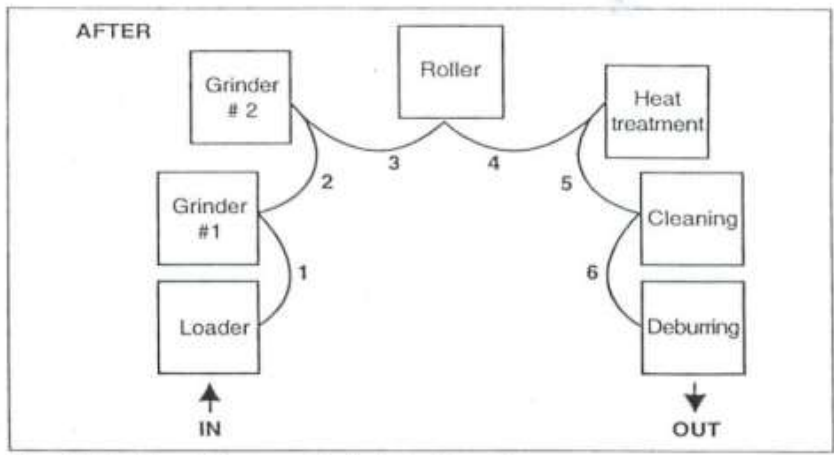 AFTER
Grinder
# 2
Roller
Heat
treatment
2
3
4
5
Grinder
#1
Cleaning
1
6
Loader
Deburring
IN
OUT